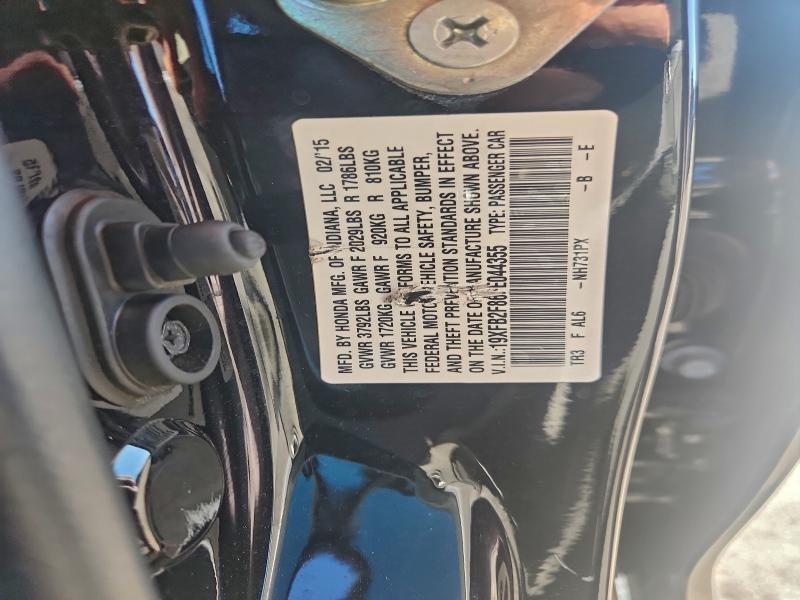 MFD. BY HONDA MFG. OF INDIANA, LLC 02/'15
GVWR 3792LBS GAWR F 2029LBS R 1786LBS
GVWR 1720KG GAWR F 920KG R 810KG
THIS VEHICLE CONFORMS TO ALL APPLICABLE
FEDERAL MOTOR VEHICLE SAFETY, BUMPER,
AND THEFT PREVENTION STANDARDS IN EFFECT
ON THE DATE OF MANUFACTURE SHOWN ABOVE.
V.I.N.: 19XFB2F86FE044355 TYPE: PASSENGER CAR
TR3 F AL6 -NH731PX -B -E